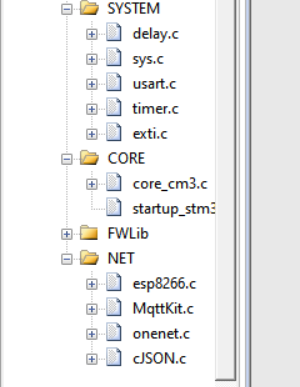 SYSTEM
delay.c
sys.c
usart.c
timer.c
exti.c
CORE
core_cm3.c
startup_stm3
FWLib
NET
esp8266.c
MqttKit.c
onenet.c
cJSON.c